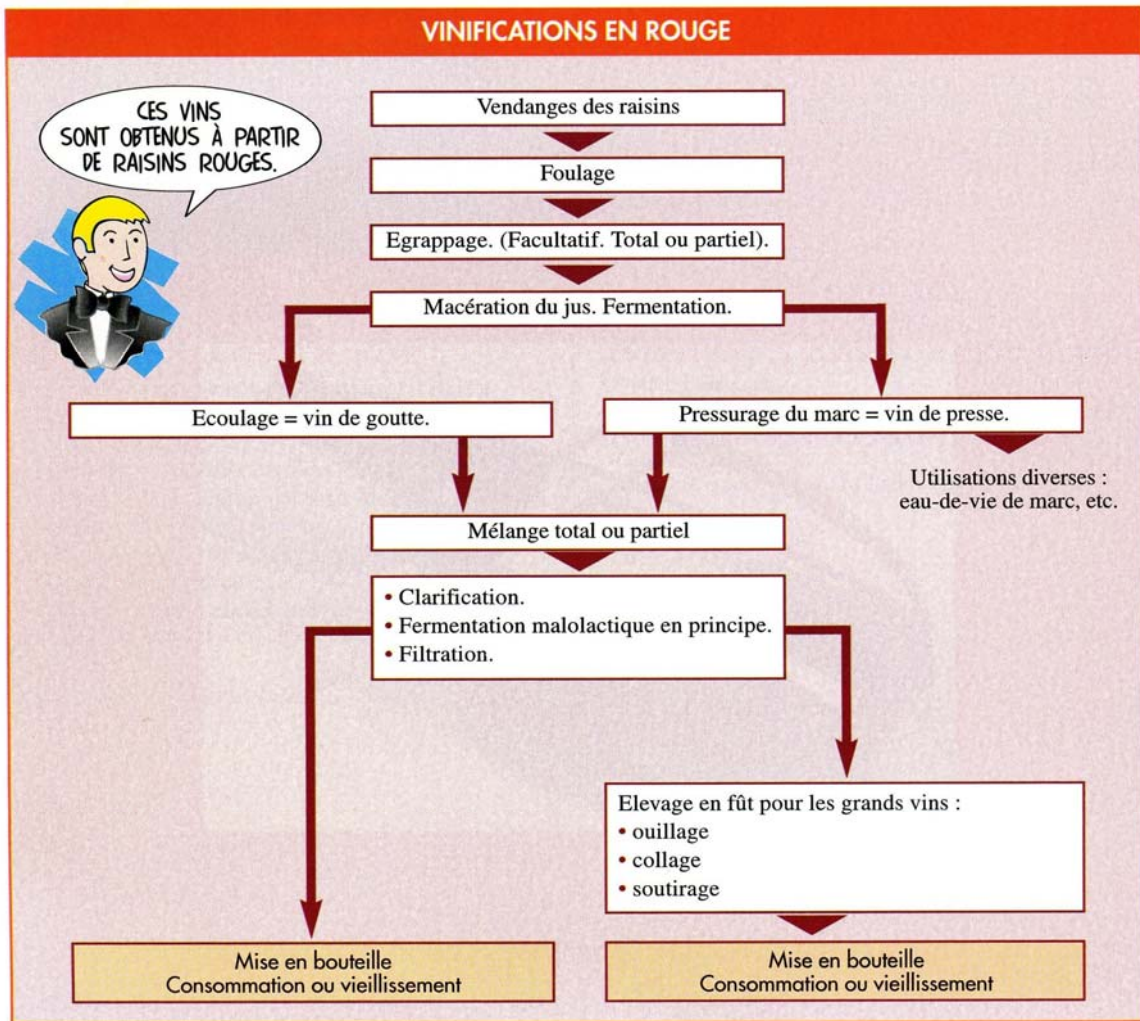 VINIFICATIONS EN ROUGE
CES VINS
SONT OBTENUS À PARTIR
DE RAISINS ROUGES.
Vendanges des raisins
Foulage
Egrappage. (Facultatif. Total ou partiel).
Macération du jus. Fermentation.
Ecoulage = vin de goutte.
Pressurage du marc = vin de presse.
Utilisations diverses :
eau-de-vie de marc, etc.
Mélange total ou partiel
• Clarification.
• Fermentation malolactique en principe.
• Filtration.
Elevage en fût pour les grands vins :
• ouillage
• collage
• soutirage
Mise en bouteille
Consommation ou vieillissement
Mise en bouteille
Consommation ou vieillissement